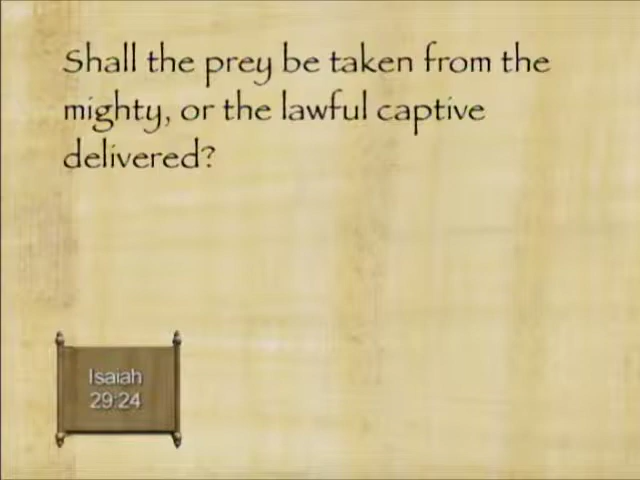 Shall the prey be taken from the
mighty, or the lawful captive
delivered?
Isaiah
29:24